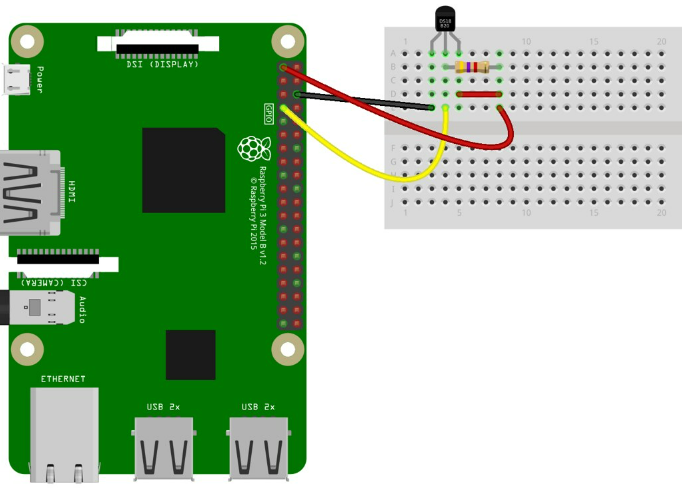 DSI (DISPLAY)
Power
HDMI
GPIO
Raspberry Pi 3 Model B v1.2
© Raspberry Pi 2015
CSI (CAMERA)
Audio
ETHERNET
USB 2x
USB 2x
DS18
B20
1 5 10 15 20
A
B
C
D
F
G
H
I
J
1 5 10 15 20